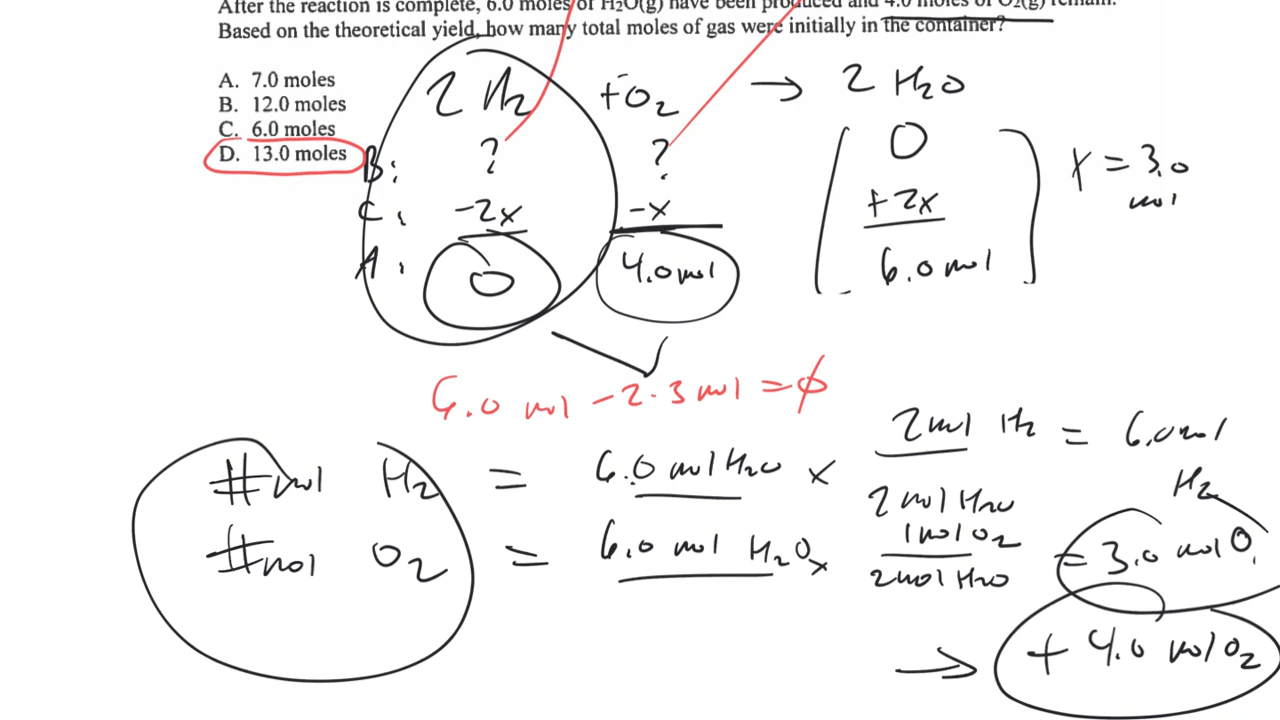 After the reaction is complete, 6.0 moles of H₂O(g) have been produced and 4.0 moles of O₂(g) remain.
Based on the theoretical yield, how many total moles of gas were initially in the container?
A. 7.0 moles
B. 12.0 moles
C. 6.0 moles
D. 13.0 moles
2 H₂ + O₂ → 2 H₂O
B: ? ? 0
C: -2x -x +2x
A: 0 4.0 mol 6.0 mol
x = 3.0 mol
6.0 mol - 2·3 mol = 0
#mol H₂ = 6.0 mol H₂O x 2 mol H₂ / 2 mol H₂O = 6.0 mol H₂
#mol O₂ = 6.0 mol H₂O x 1 mol O₂ / 2 mol H₂O = 3.0 mol O₂
→ + 4.0 mol O₂